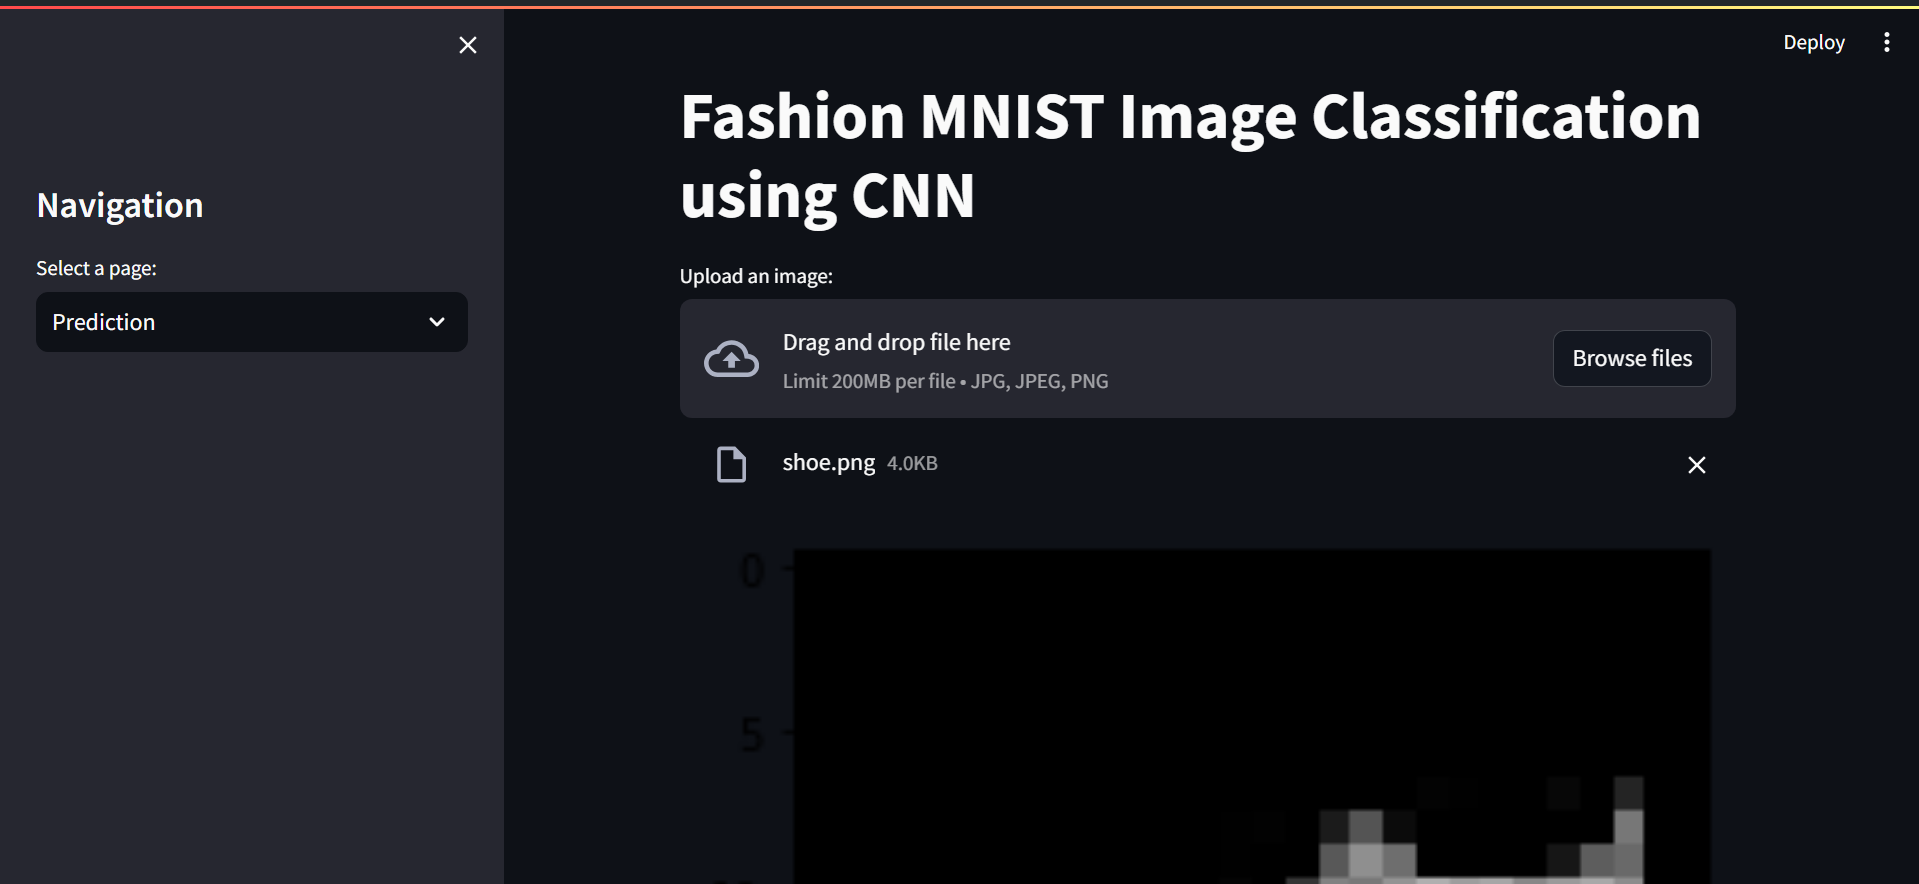 Deploy
Navigation
Select a page:
Prediction
Fashion MNIST Image Classification
using CNN
Upload an image:
Drag and drop file here
Limit 200MB per file • JPG, JPEG, PNG
Browse files
shoe.png 4.0KB
0
5